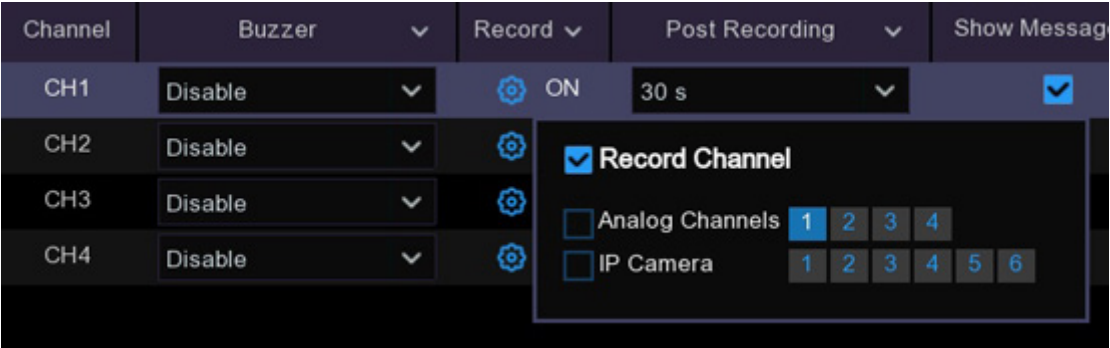 Channel Buzzer Record Post Recording Show Message
CH1 Disable ON 30 s
CH2 Disable
Record Channel
CH3 Disable
Analog Channels 1 2 3 4
CH4 Disable
IP Camera 1 2 3 4 5 6